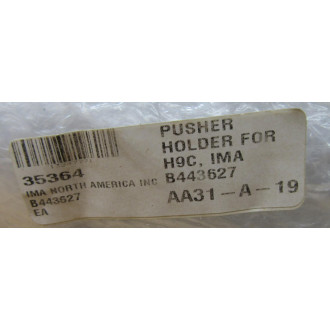 35364
IMA NORTH AMERICA INC
B443627
EA
PUSHER
HOLDER FOR
H9C, IMA
B443627
AA31-A-19